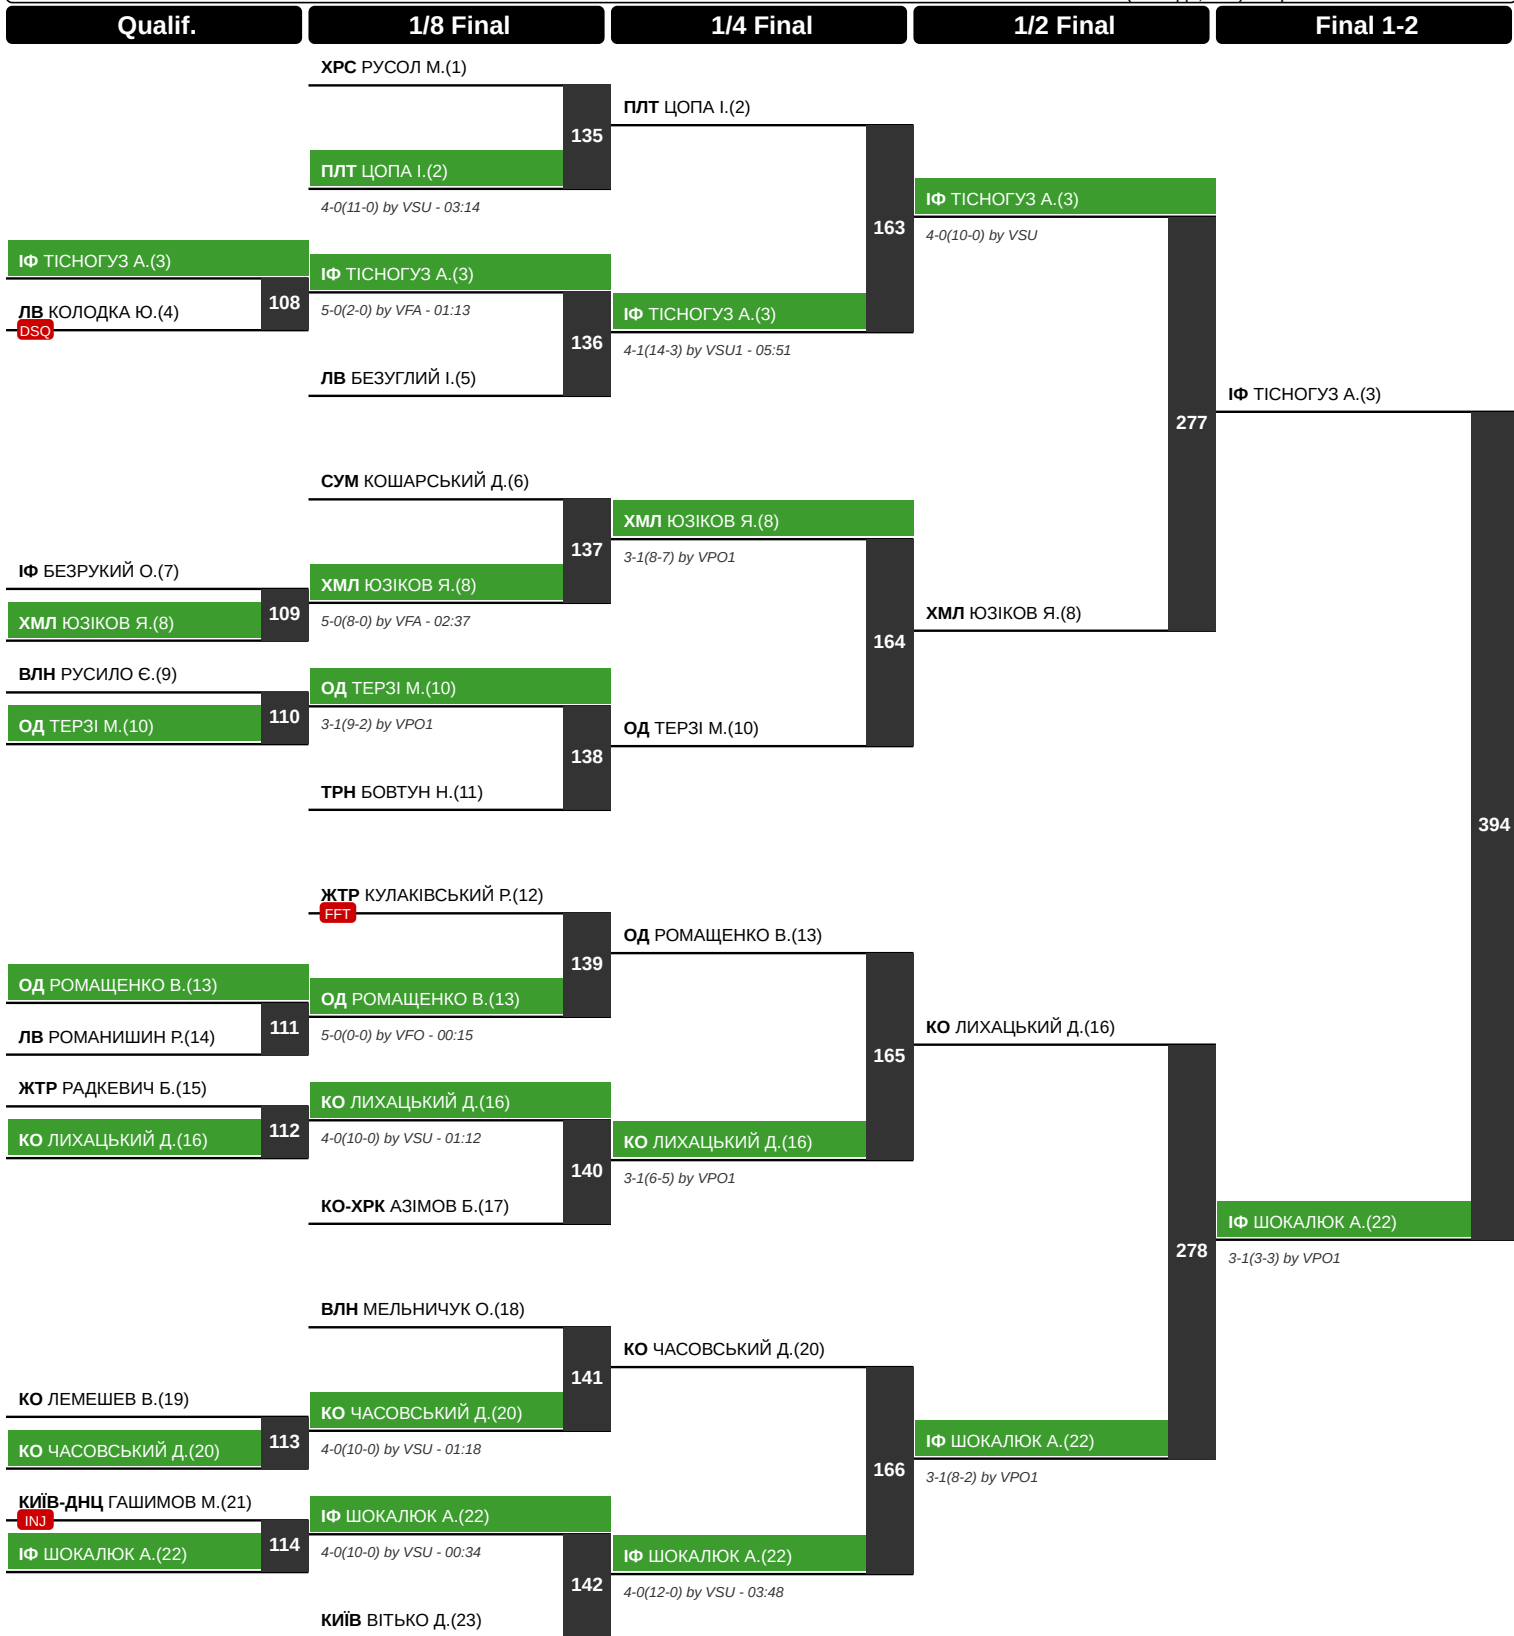 Qualif.
1/8 Final
1/4 Final
1/2 Final
Final 1-2
ІФ ТІСНОГУЗ А.(3)
108
ЛВ КОЛОДКА Ю.(4)
DSQ
ІФ БЕЗРУКИЙ О.(7)
109
ХМЛ ЮЗІКОВ Я.(8)
ВЛН РУСИЛО Є.(9)
110
ОД ТЕРЗІ М.(10)
ОД РОМАЩЕНКО В.(13)
111
ЛВ РОМАНИШИН Р.(14)
ЖТР РАДКЕВИЧ Б.(15)
112
КО ЛИХАЦЬКИЙ Д.(16)
КО ЛЕМЕШЕВ В.(19)
113
КО ЧАСОВСЬКИЙ Д.(20)
КИЇВ-ДНЦ ГАШИМОВ М.(21)
INJ
114
ІФ ШОКАЛЮК А.(22)
ХРС РУСОЛ М.(1)
135
ПЛТ ЦОПА І.(2)
4-0(11-0) by VSU - 03:14
ІФ ТІСНОГУЗ А.(3)
5-0(2-0) by VFA - 01:13
136
ЛВ БЕЗУГЛИЙ І.(5)
СУМ КОШАРСЬКИЙ Д.(6)
137
ХМЛ ЮЗІКОВ Я.(8)
5-0(8-0) by VFA - 02:37
ОД ТЕРЗІ М.(10)
3-1(9-2) by VPO1
138
ТРН БОВТУН Н.(11)
ЖТР КУЛАКІВСЬКИЙ Р.(12)
FFT
139
ОД РОМАЩЕНКО В.(13)
5-0(0-0) by VFO - 00:15
КО ЛИХАЦЬКИЙ Д.(16)
4-0(10-0) by VSU - 01:12
140
КО-ХРК АЗІМОВ Б.(17)
ВЛН МЕЛЬНИЧУК О.(18)
141
КО ЧАСОВСЬКИЙ Д.(20)
4-0(10-0) by VSU - 01:18
ІФ ШОКАЛЮК А.(22)
4-0(10-0) by VSU - 00:34
142
КИЇВ ВІТЬКО Д.(23)
ПЛТ ЦОПА І.(2)
163
ІФ ТІСНОГУЗ А.(3)
4-1(14-3) by VSU1 - 05:51
ХМЛ ЮЗІКОВ Я.(8)
3-1(8-7) by VPO1
164
ОД ТЕРЗІ М.(10)
ОД РОМАЩЕНКО В.(13)
165
КО ЛИХАЦЬКИЙ Д.(16)
3-1(6-5) by VPO1
КО ЧАСОВСЬКИЙ Д.(20)
166
ІФ ШОКАЛЮК А.(22)
4-0(12-0) by VSU - 03:48
ІФ ТІСНОГУЗ А.(3)
4-0(10-0) by VSU
277
ХМЛ ЮЗІКОВ Я.(8)
КО ЛИХАЦЬКИЙ Д.(16)
278
ІФ ШОКАЛЮК А.(22)
3-1(8-2) by VPO1
ІФ ТІСНОГУЗ А.(3)
394
ІФ ШОКАЛЮК А.(22)
3-1(3-3) by VPO1